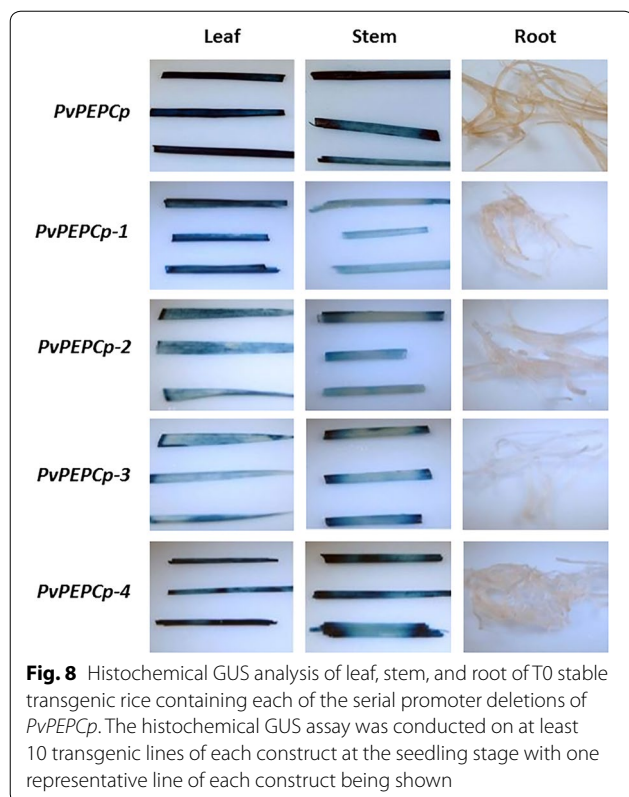 Leaf Stem Root
PvPEPCp
PvPEPCp-1
PvPEPCp-2
PvPEPCp-3
PvPEPCp-4
Fig. 8 Histochemical GUS analysis of leaf, stem, and root of T0 stable
transgenic rice containing each of the serial promoter deletions of
PvPEPCp. The histochemical GUS assay was conducted on at least
10 transgenic lines of each construct at the seedling stage with one
representative line of each construct being shown